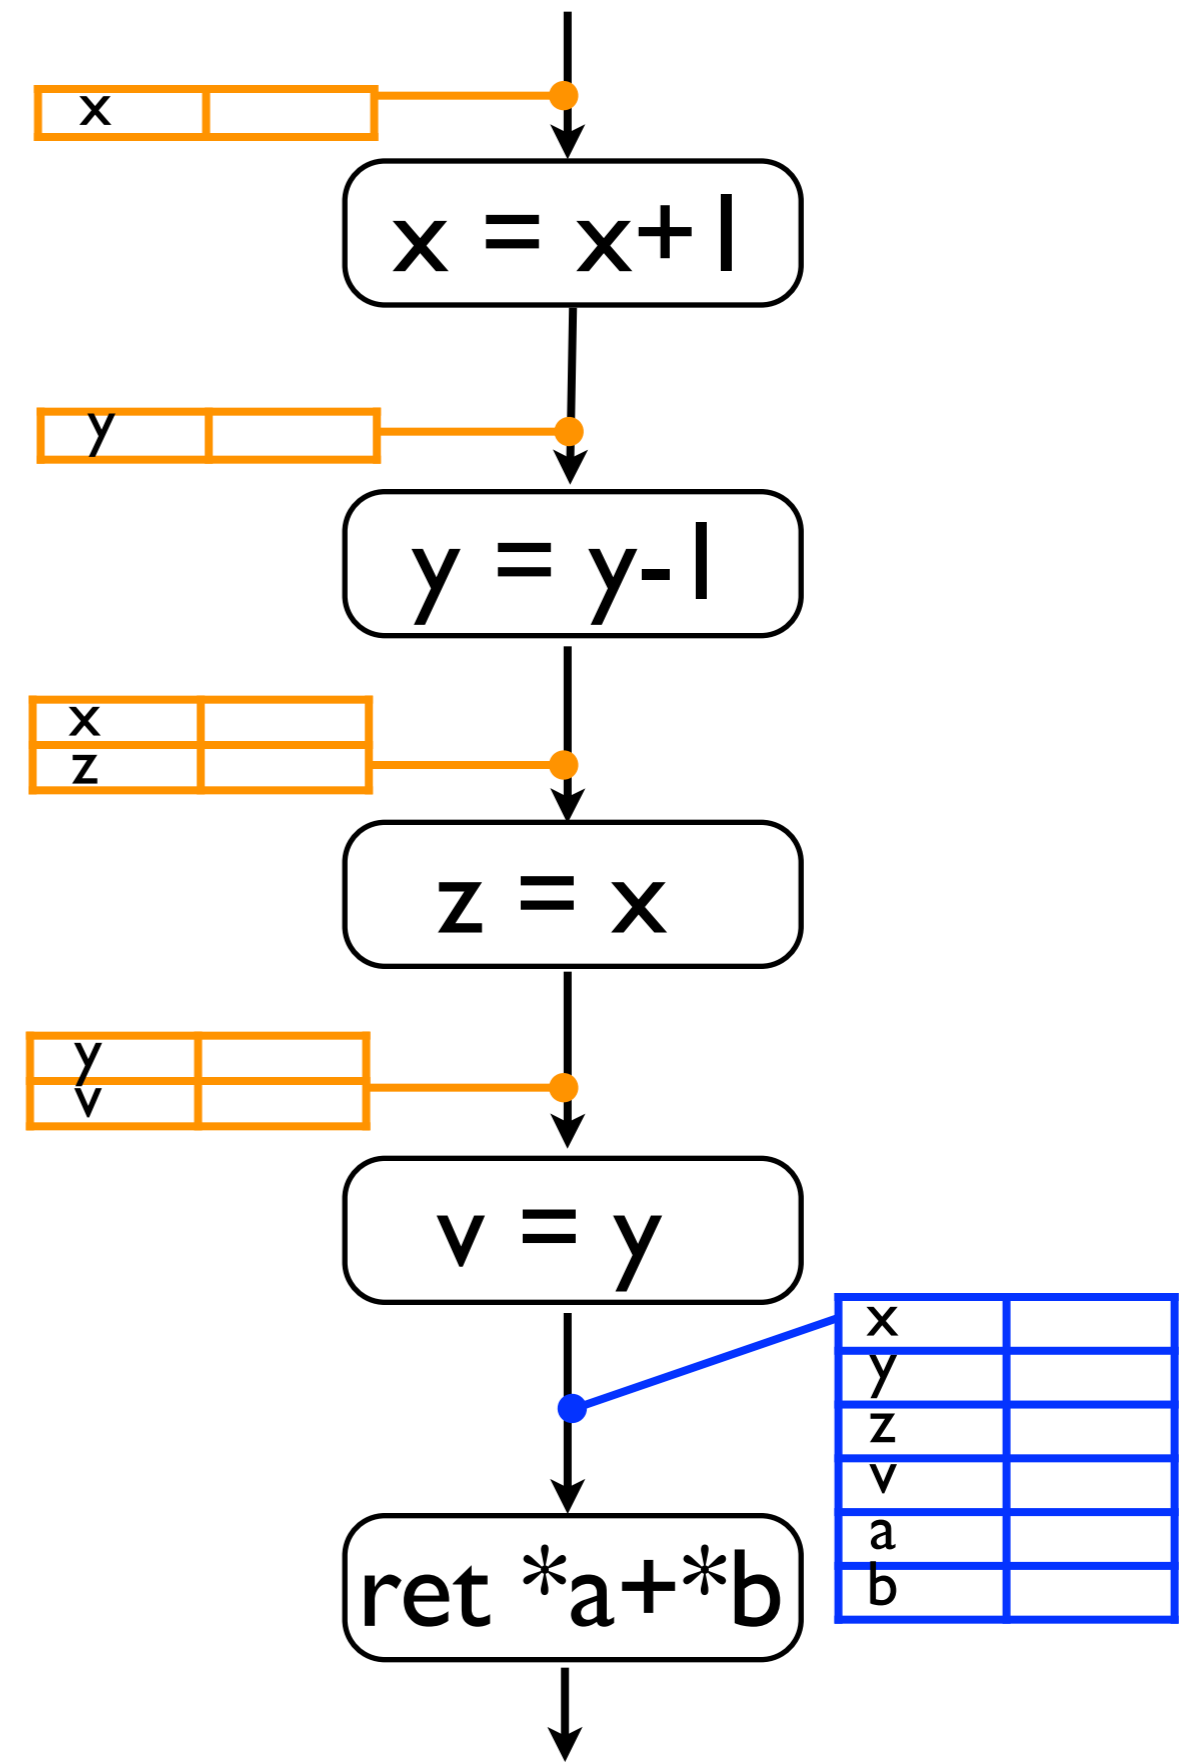 x
x = x+1
y
y = y-1
x
z
z = x
y
v
v = y
x
y
z
v
a
b
ret *a+*b